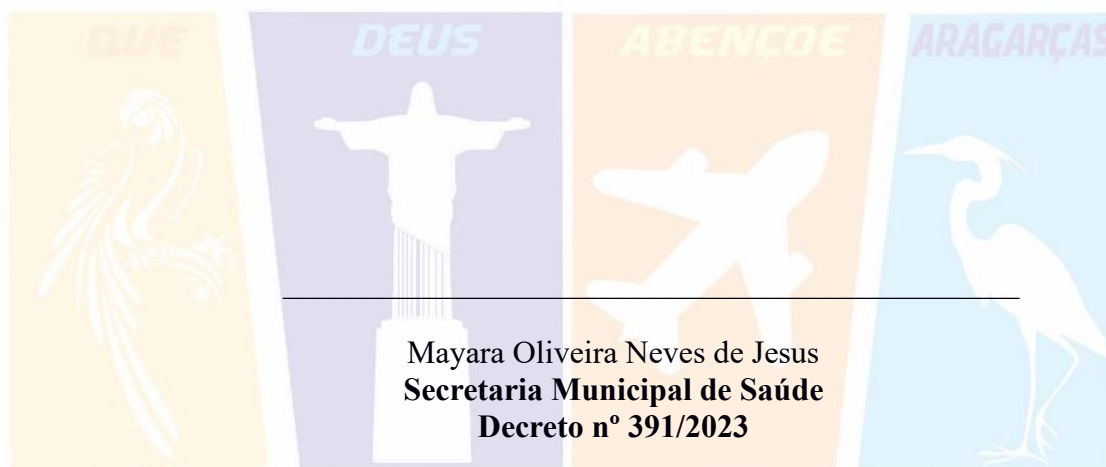 QUE DEUS ABENÇOE ARAGARÇAS
Mayara Oliveira Neves de Jesus
Secretaria Municipal de Saúde
Decreto nº 391/2023